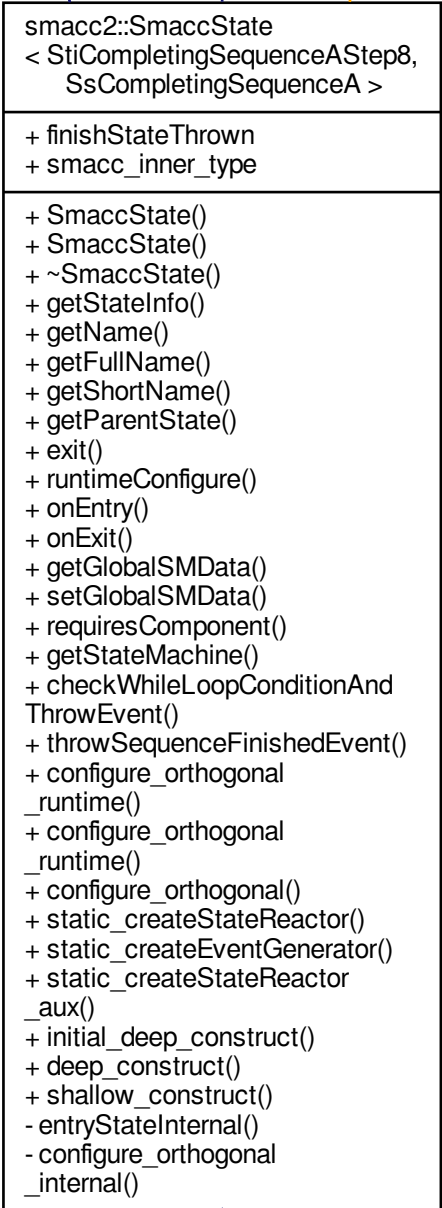 smacc2::SmaccState
< StiCompletingSequenceAStep8,
SsCompletingSequenceA >
+ finishStateThrown
+ smacc_inner_type
+ SmaccState()
+ SmaccState()
+ ~SmaccState()
+ getStateInfo()
+ getName()
+ getFullName()
+ getShortName()
+ getParentState()
+ exit()
+ runtimeConfigure()
+ onEntry()
+ onExit()
+ getGlobalSMData()
+ setGlobalSMData()
+ requiresComponent()
+ getStateMachine()
+ checkWhileLoopConditionAnd
ThrowEvent()
+ throwSequenceFinishedEvent()
+ configure_orthogonal
_runtime()
+ configure_orthogonal
_runtime()
+ configure_orthogonal()
+ static_createStateReactor()
+ static_createEventGenerator()
+ static_createStateReactor
_aux()
+ initial_deep_construct()
+ deep_construct()
+ shallow_construct()
- entryStateInternal()
- configure_orthogonal
_internal()